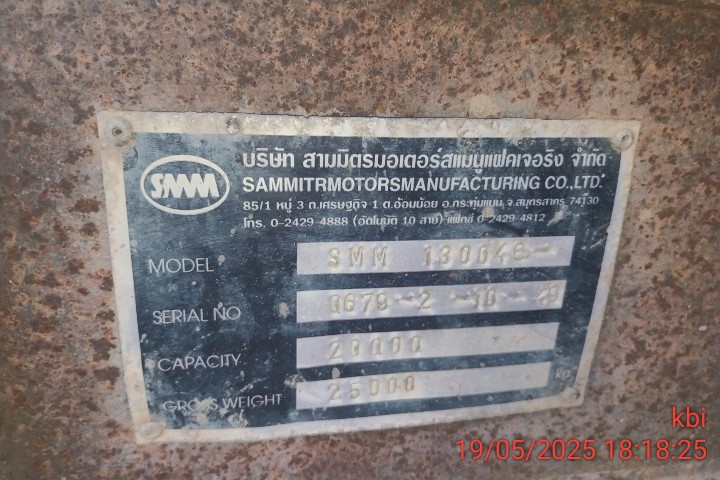 SMM
บริษัท สามมิตรมอเตอร์สแมนูแฟคเจอริง จำกัด
SAMMITRMOTORSMANUFACTURING CO.,LTD.
85/1 หมู่ 3 ถ.เศรษฐกิจ 1 ต.อ้อมน้อย อ.กระทุ่มแบน จ.สมุทรสาคร 74130
โทร. 0-2429-4888 (อัตโนมัติ 10 สาย) แฟกซ์ 0-2429-4812
MODEL SMM
SERIAL NO
CAPACITY 20000 KG
GROSS WEIGHT 25000
kbi
19/05/2025 18:18:25